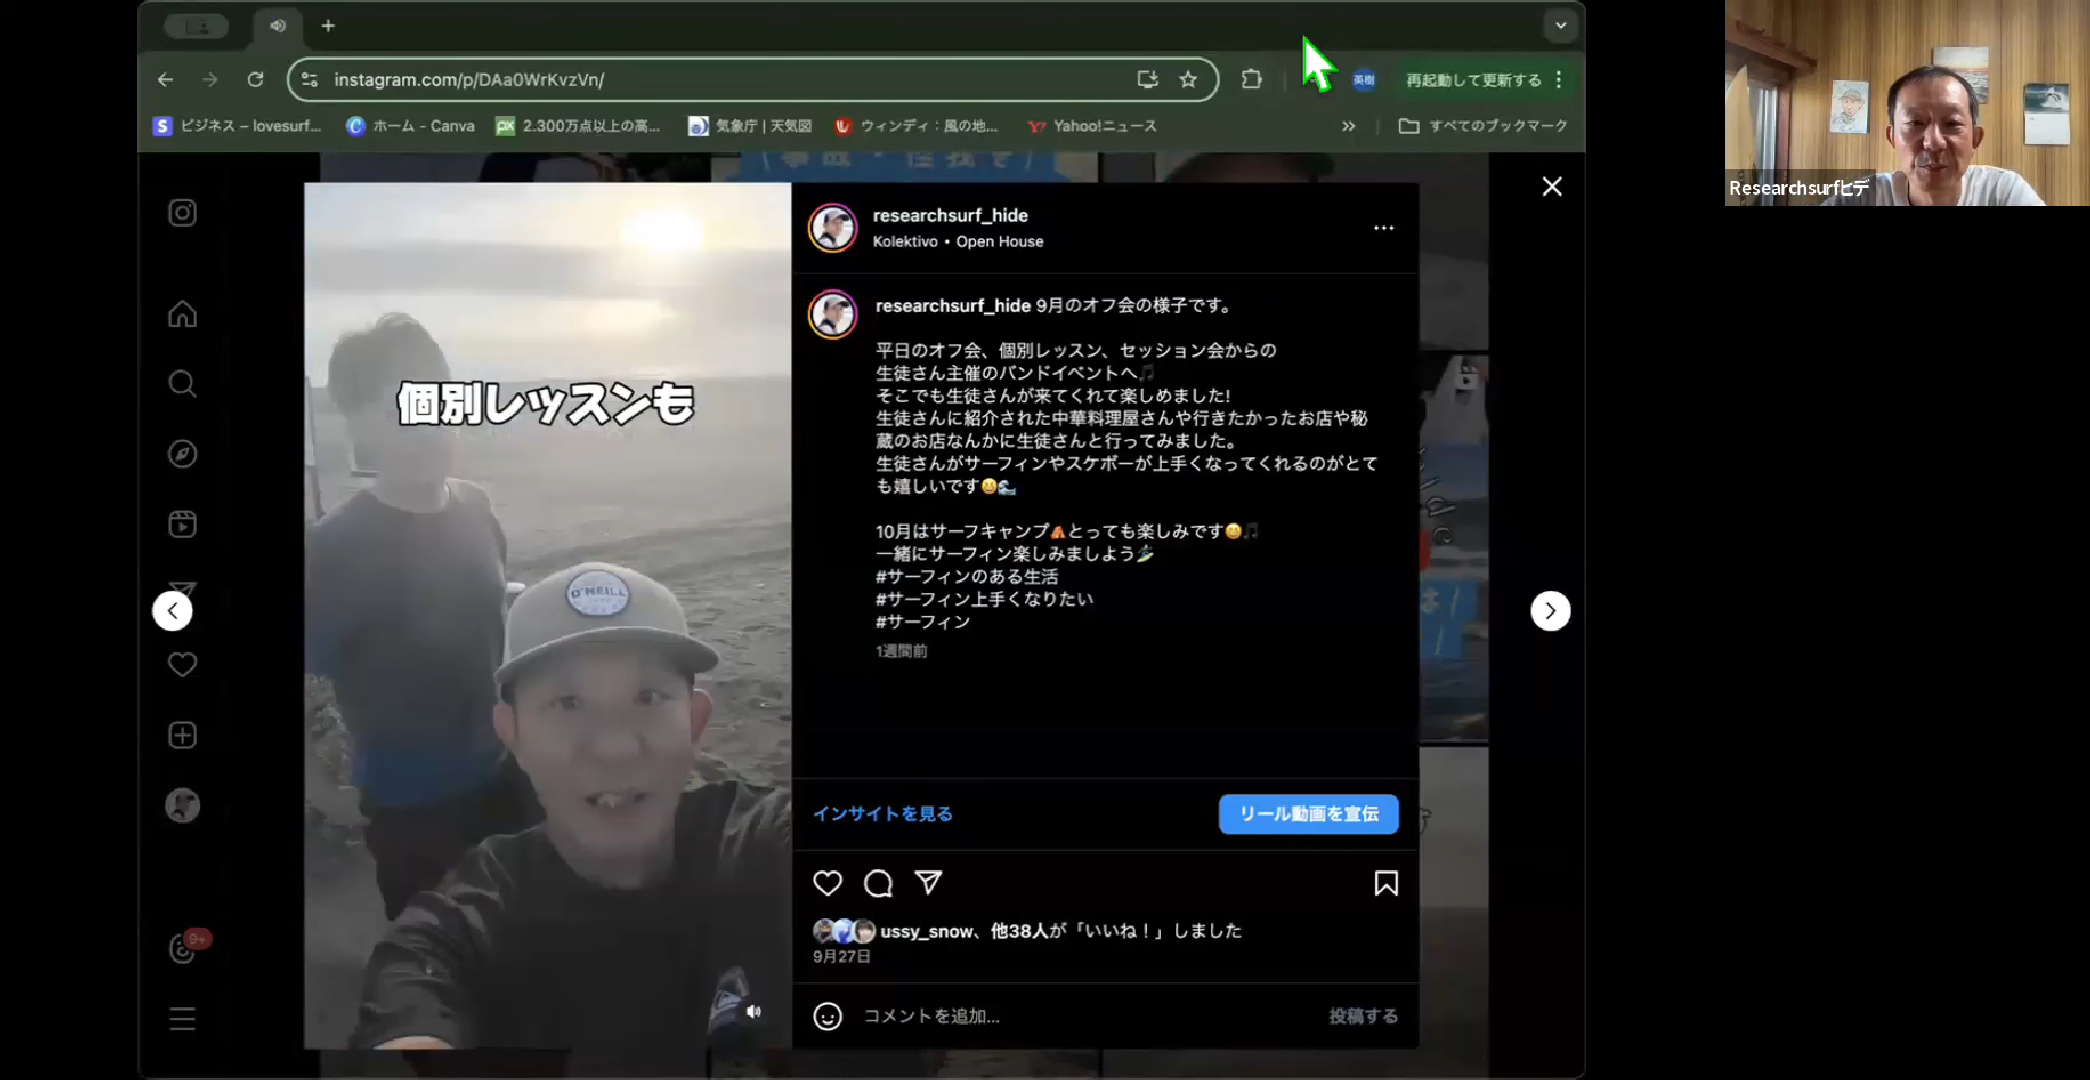 instagram.com/p/DAa0WrKvzVn/
英樹
再起動して更新する
ビジネス – lovesurf...
ホーム - Canva
2.300万点以上の高...
気象庁 | 天気図
ウィンディ：風の地...
Yahoo!ニュース
すべてのブックマーク
Researchsurfヒデ
researchsurf_hide
Kolektivo • Open House
個別レッスンも
O'NEILL
researchsurf_hide 9月のオフ会の様子です。
平日のオフ会、個別レッスン、セッション会からの
生徒さん主催のバンドイベントへ🎵
そこでも生徒さんが来てくれて楽しめました!
生徒さんに紹介された中華料理屋さんや行きたかったお店や秘
蔵のお店なんかに生徒さんと行ってみました。
生徒さんがサーフィンやスケボーが上手くなってくれるのがとて
も嬉しいです😃🌊
10月はサーフキャンプ⛺とっても楽しみです😊🎵
一緒にサーフィン楽しみましよう🏄
#サーフィンのある生活
#サーフィン上手くなりたい
#サーフィン
1週間前
インサイトを見る
リール動画を宣伝
ussy_snow、他38人が「いいね！」しました
9月27日
9+
コメントを追加...
投稿する